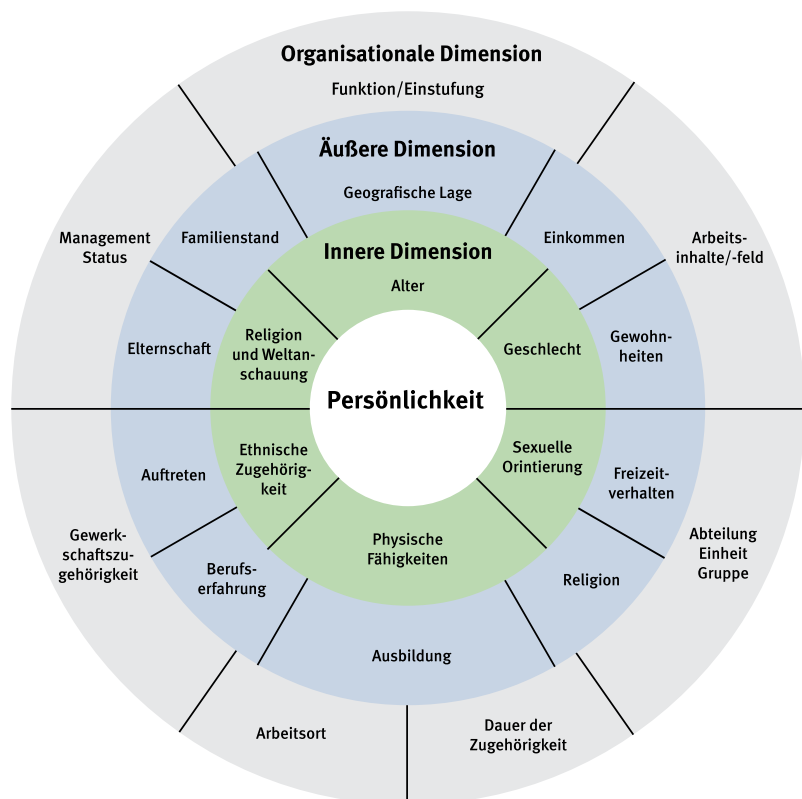 Organisationale Dimension
Funktion/Einstufung
Äußere Dimension
Geografische Lage
Innere Dimension
Alter
Persönlichkeit
Management
Status
Familienstand
Einkommen
Arbeits-
inhalte/-feld
Elternschaft
Religion
und Weltan-
schauung
Geschlecht
Gewohn-
heiten
Auftreten
Ethnische
Zugehörig-
keit
Sexuelle
Orintierung
Freizeit-
verhalten
Gewerk-
schaftszu-
gehörigkeit
Berufs-
erfahrung
Physische
Fähigkeiten
Religion
Abteilung
Einheit
Gruppe
Ausbildung
Arbeitsort
Dauer der
Zugehörigkeit